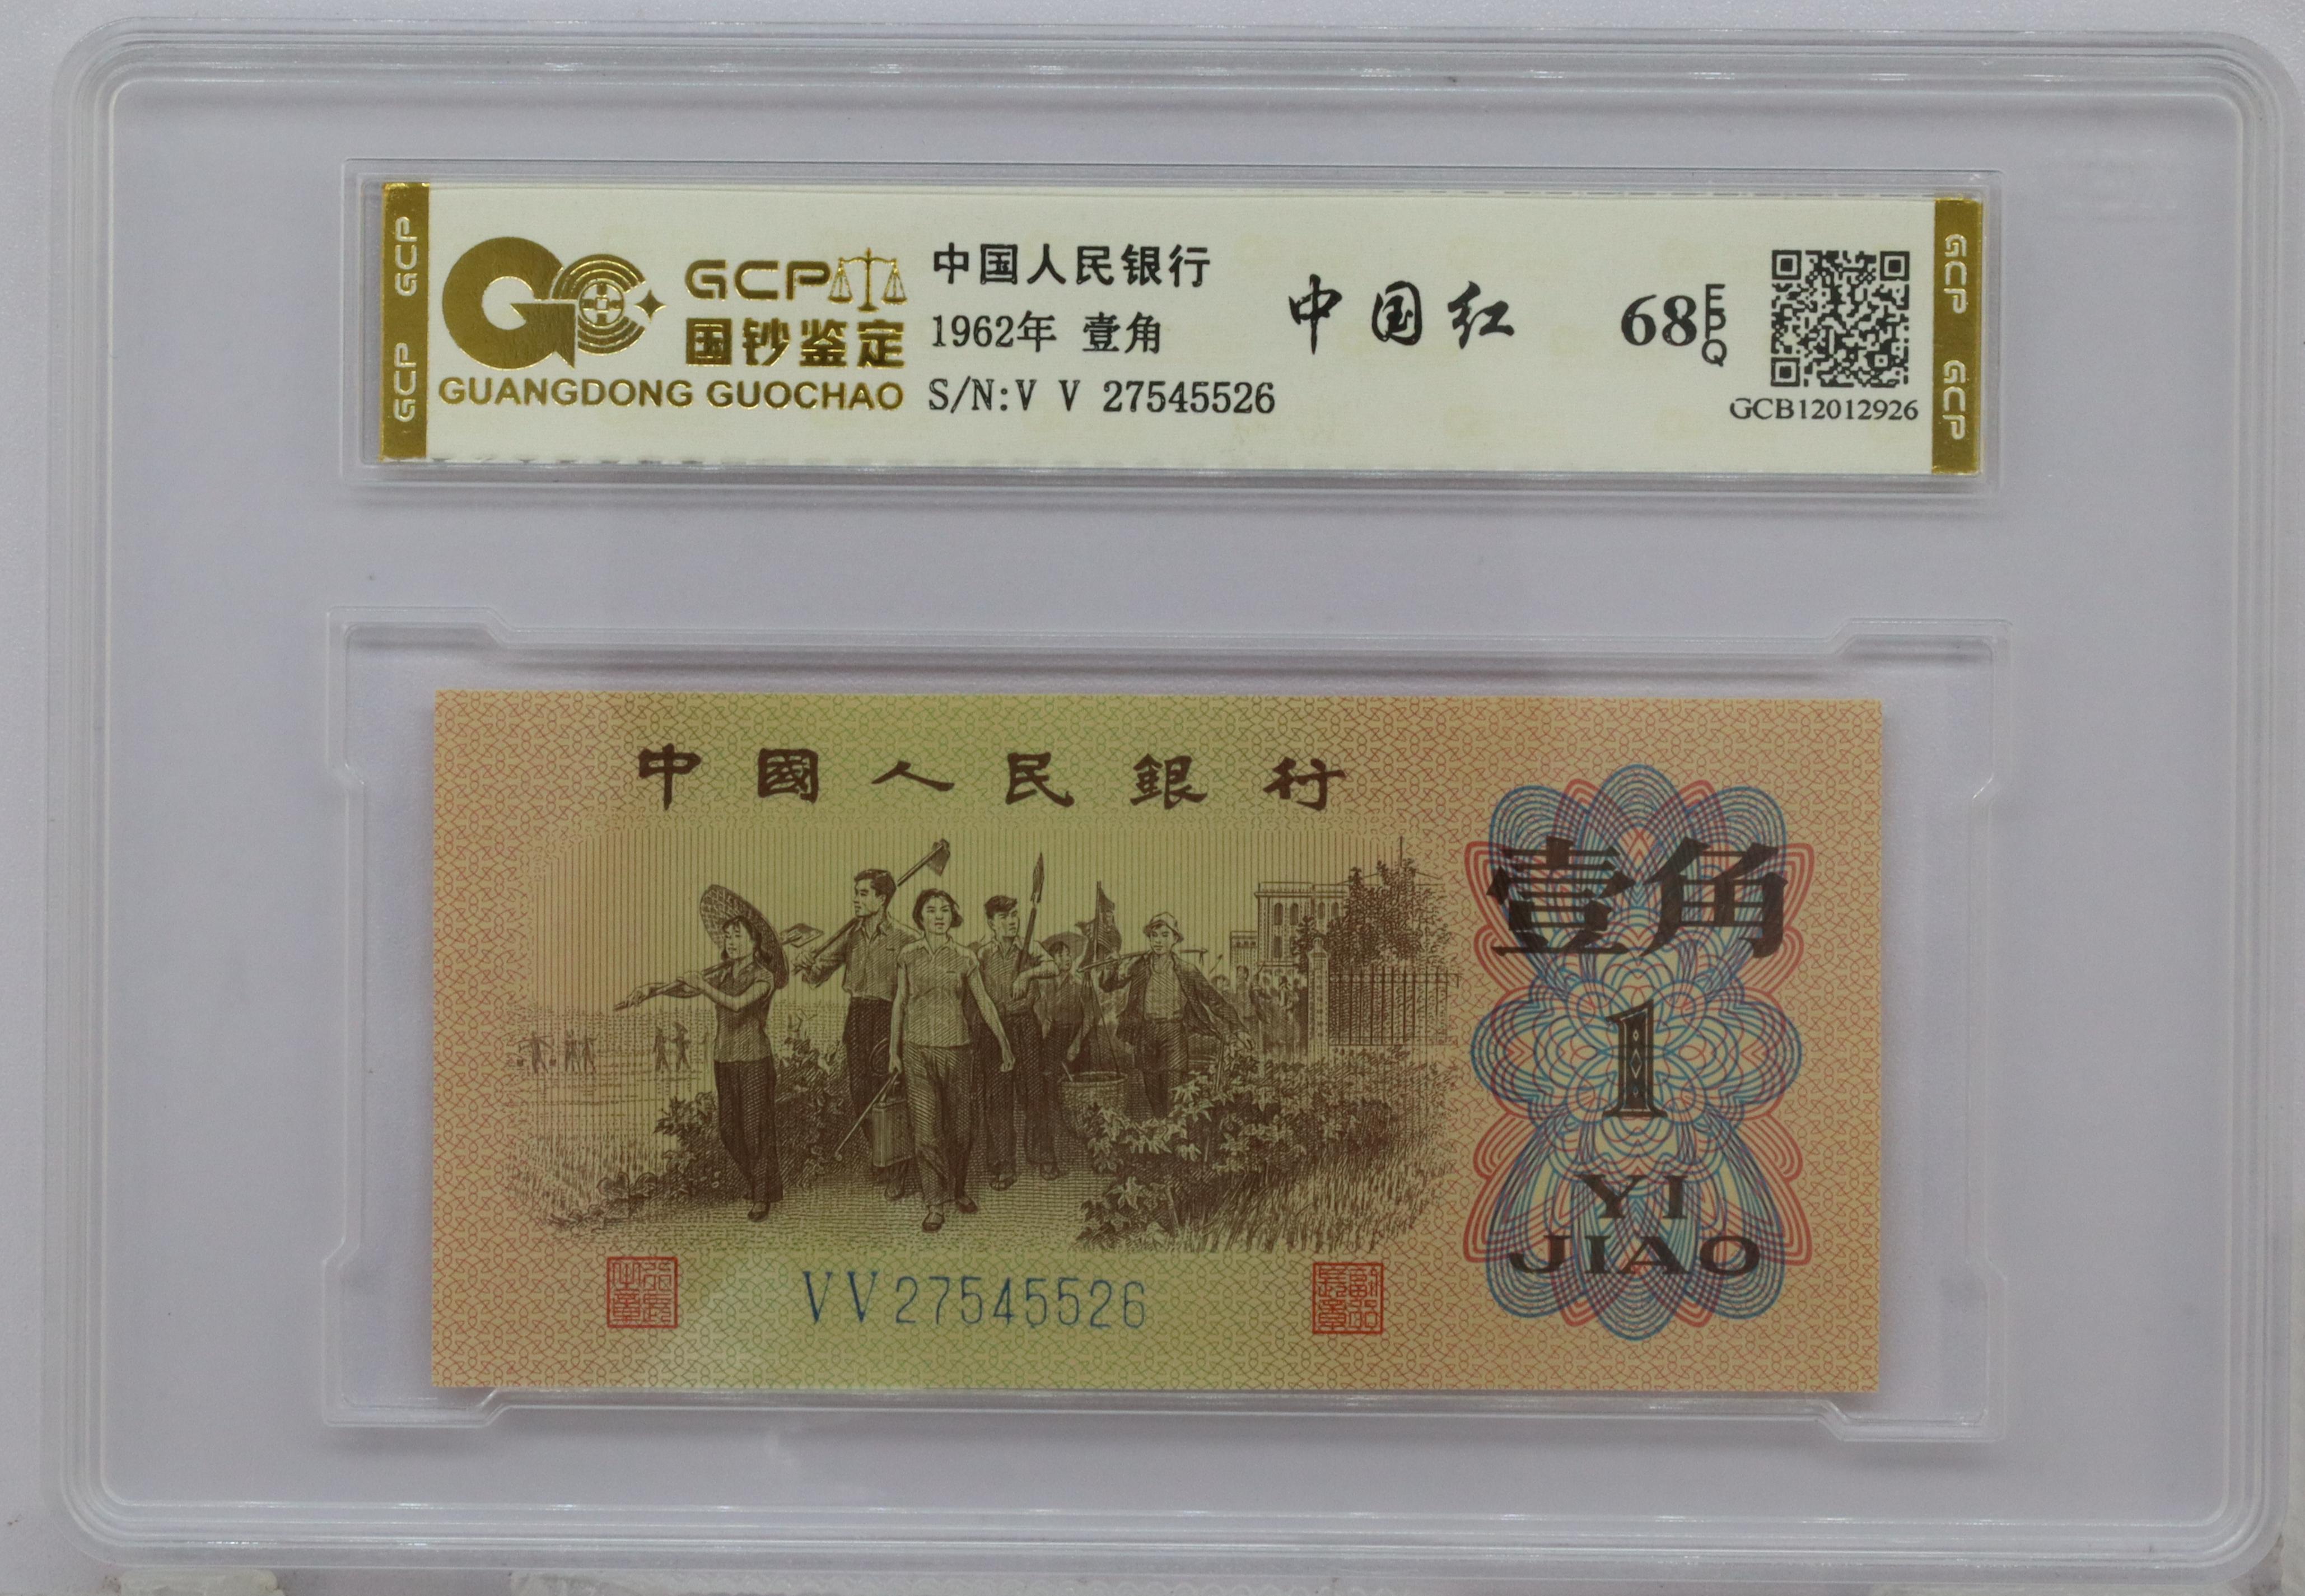 GCP GCP
GCP
国钞鉴定
GUANGDONG GUOCHAO
中国人民银行
1962年 壹角
S/N:V V 27545526
中国红
68 EPQ
GCB12012926
GCP GCP
中國人民銀行
壹角
1
YI
JIAO
VV27545526